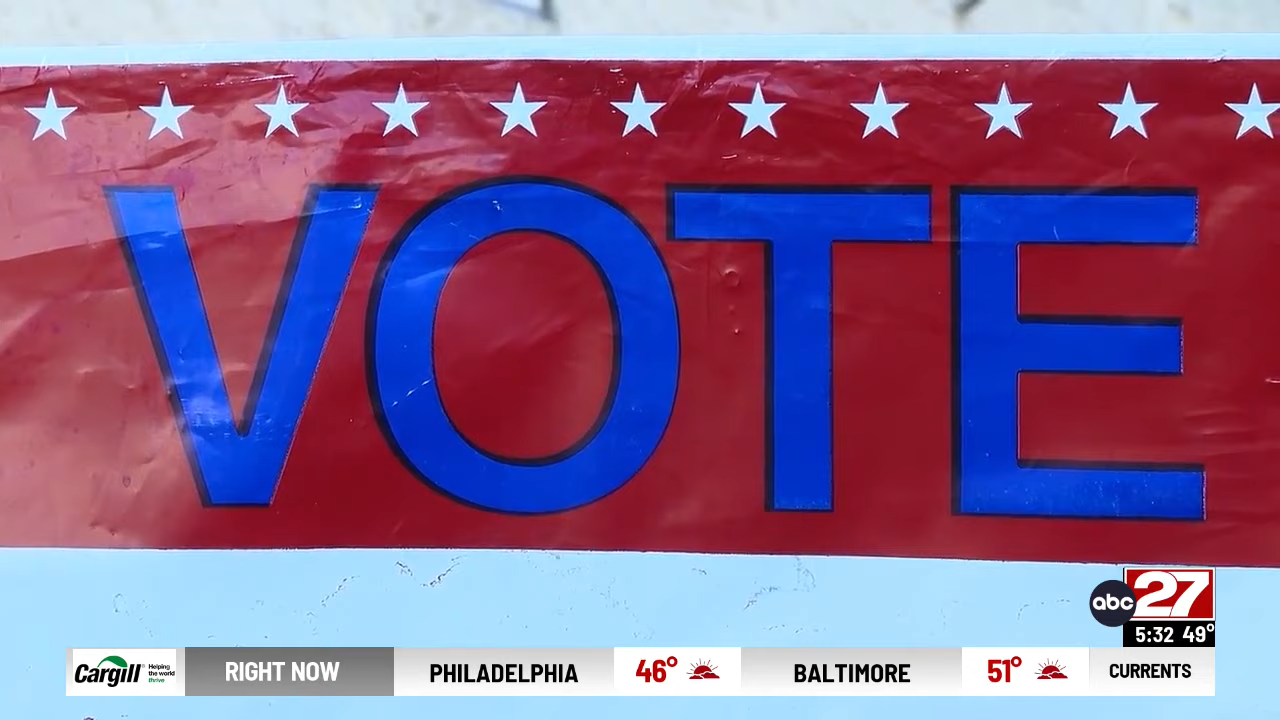 VOTE
abc 27
5:32 49°
Cargill Helping the world thrive RIGHT NOW PHILADELPHIA 46° BALTIMORE 51° CURRENTS